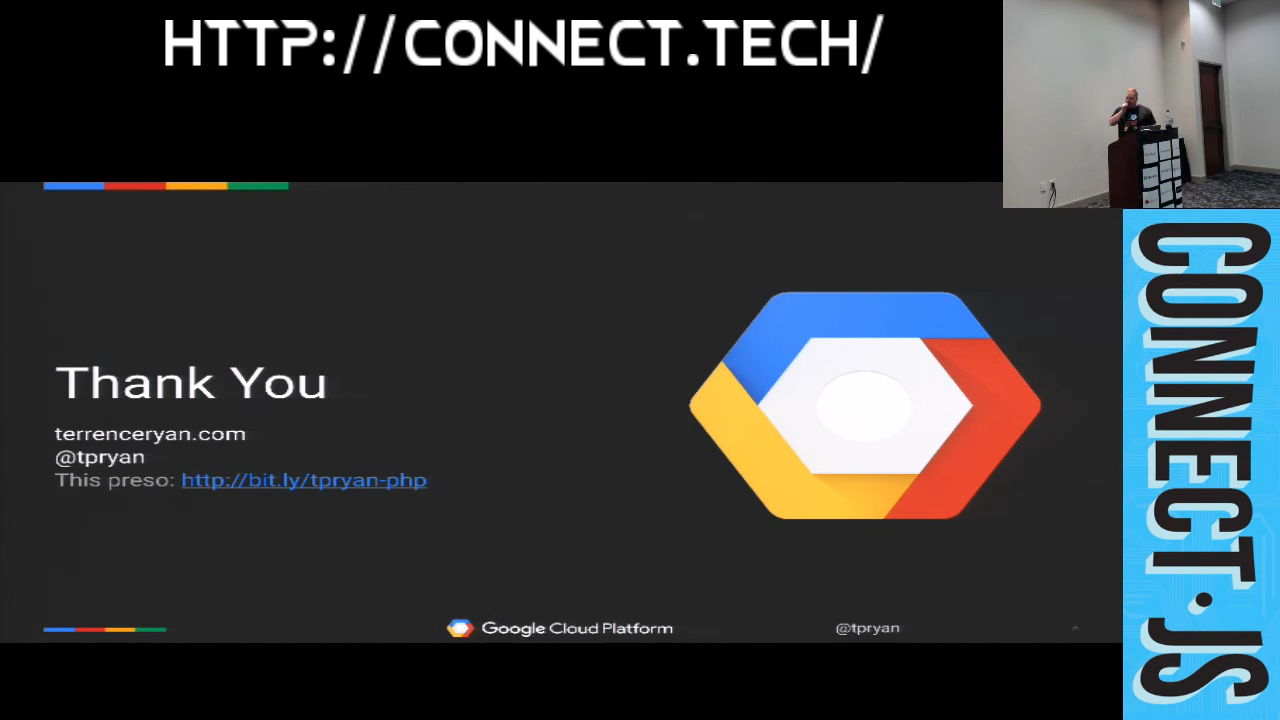 HTTP://CONNECT.TECH/
Thank You
terrenceryan.com
@tpryan
This preso: http://bit.ly/tpryan-php
Google Cloud Platform
@tpryan
CONNECT.JS